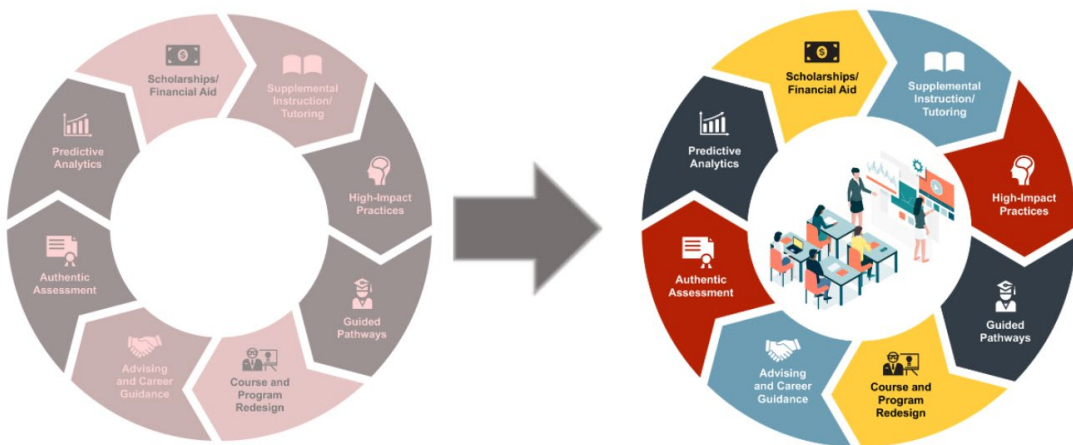 Scholarships/
Financial Aid
Supplemental
Instruction/
Tutoring
High-Impact
Practices
Guided
Pathways
Course and
Program
Redesign
Advising
and Career
Guidance
Authentic
Assessment
Predictive
Analytics
Scholarships/
Financial Aid
Supplemental
Instruction/
Tutoring
High-Impact
Practices
Guided
Pathways
Course and
Program
Redesign
Advising
and Career
Guidance
Authentic
Assessment
Predictive
Analytics